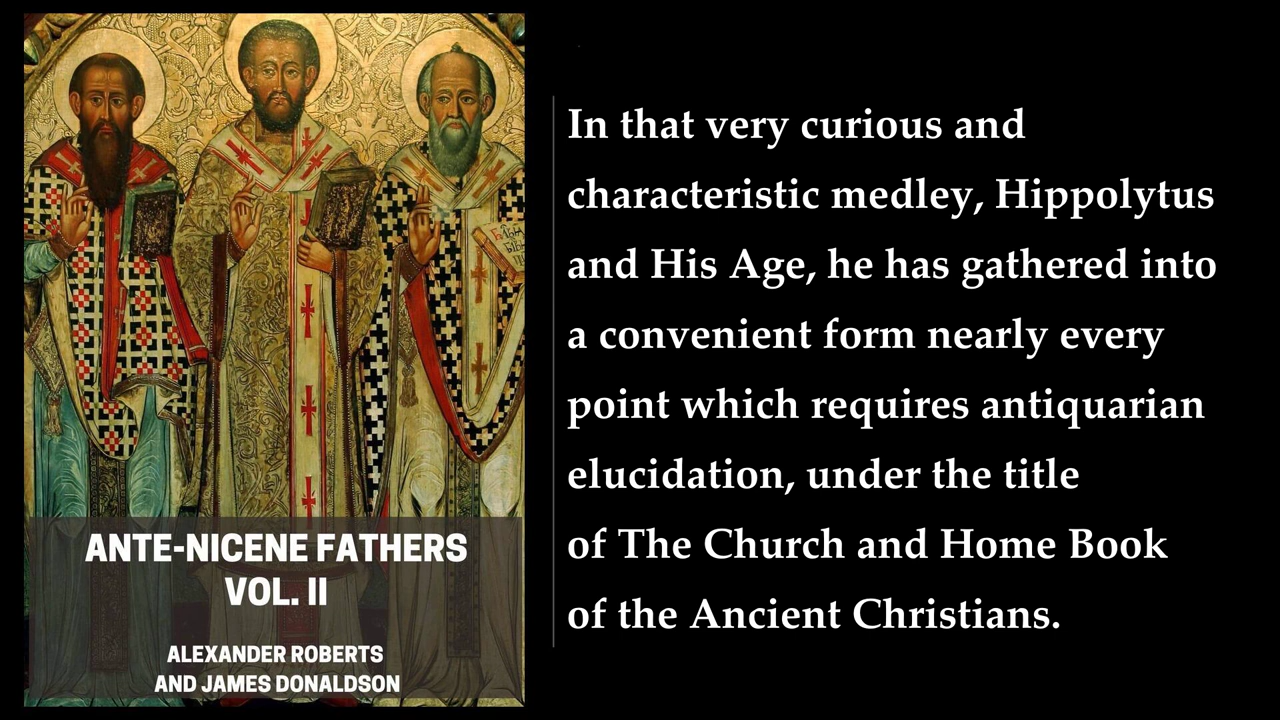 ANTE-NICENE FATHERS
VOL. II
ALEXANDER ROBERTS
AND JAMES DONALDSON
In that very curious and
characteristic medley, Hippolytus
and His Age, he has gathered into
a convenient form nearly every
point which requires antiquarian
elucidation, under the title
of The Church and Home Book
of the Ancient Christians.